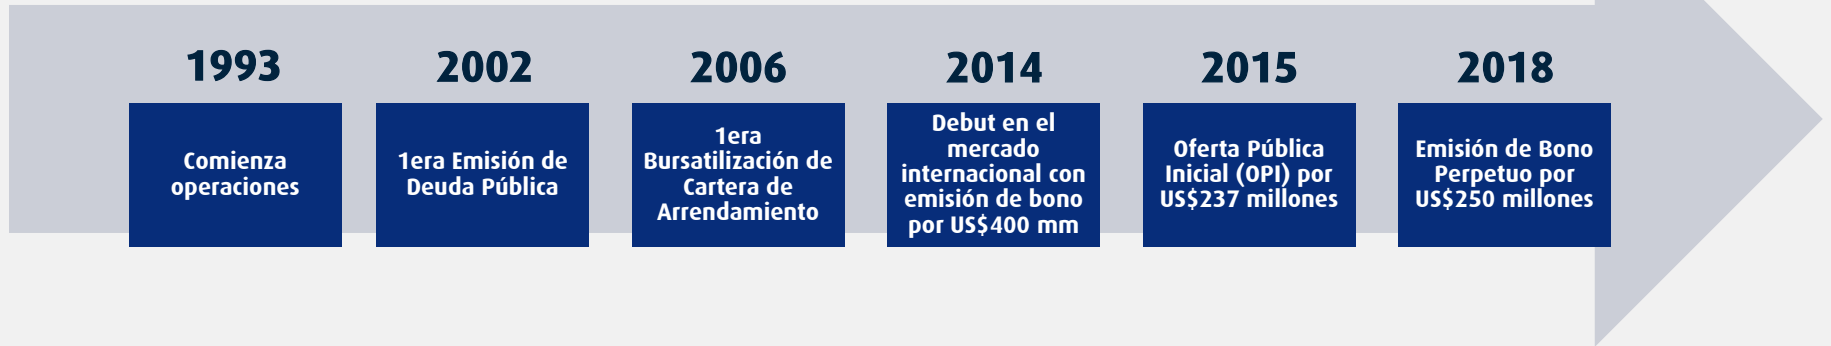 1993
Comienza
operaciones
2002
1era Emisión de
Deuda Pública
2006
1era
Bursatilización de
Cartera de
Arrendamiento
2014
Debut en el
mercado
internacional con
emisión de bono
por US$400 mm
2015
Oferta Pública
Inicial (OPI) por
US$237 millones
2018
Emisión de Bono
Perpetuo por
US$250 millones